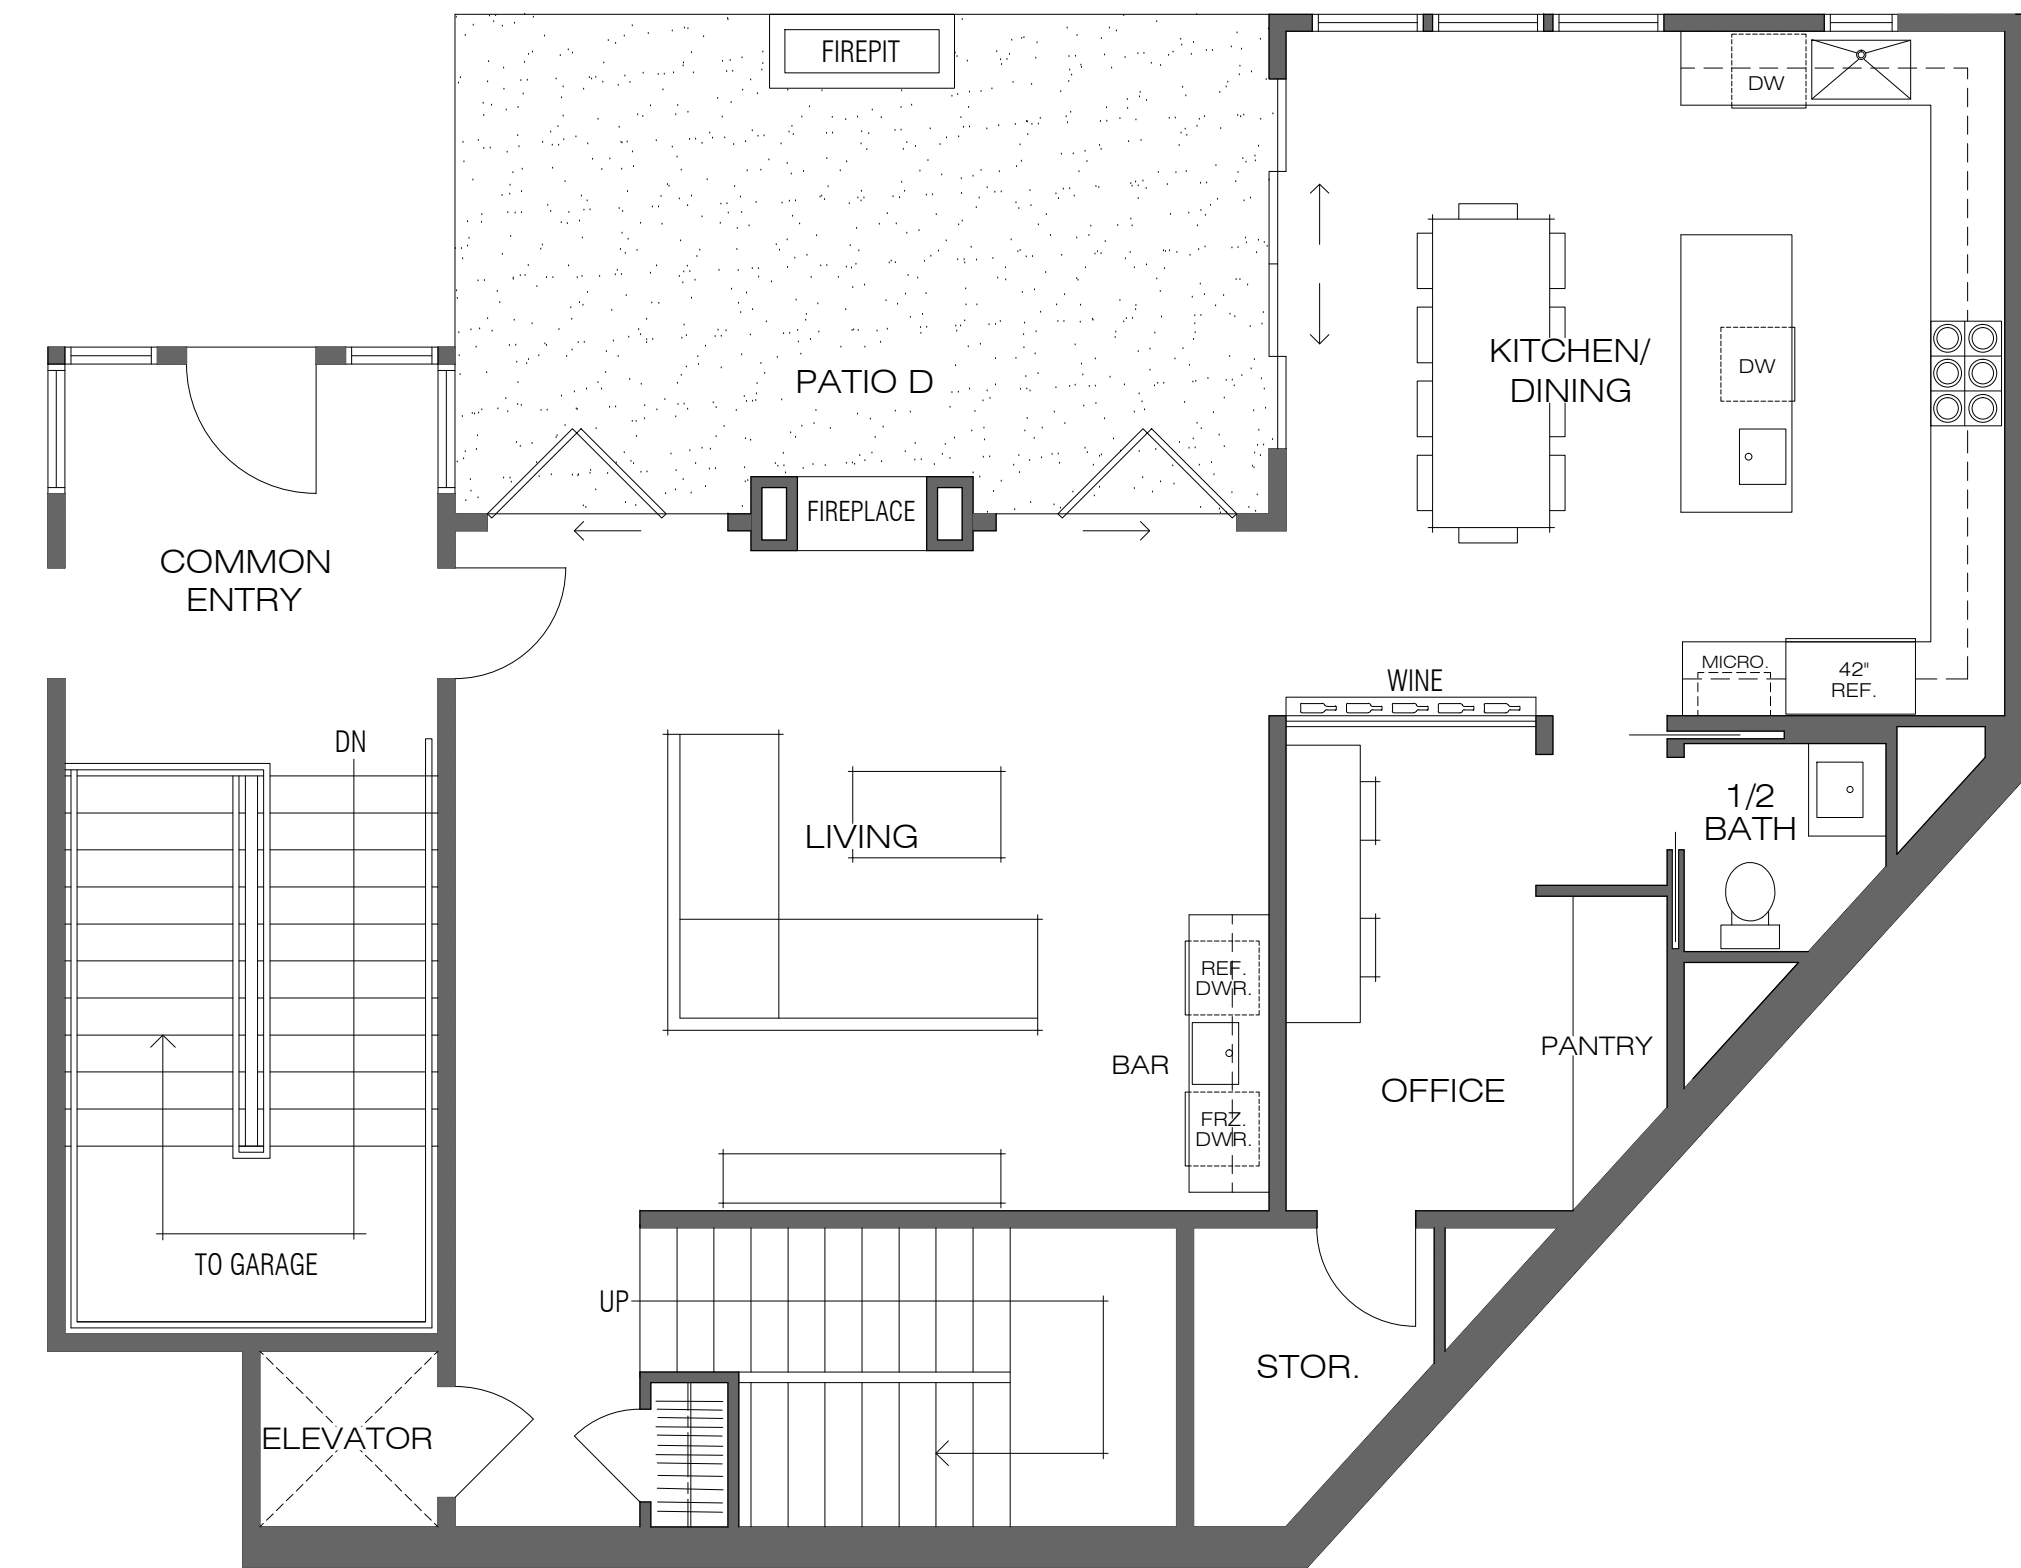 FIREPIT
DW
PATIO D
KITCHEN/
DINING
DW
FIREPLACE
COMMON
ENTRY
MICRO.
42"
REF.
WINE
DN
LIVING
1/2
BATH
REF.
DWR.
BAR
PANTRY
OFFICE
FRZ.
DWR.
TO GARAGE
UP
STOR.
ELEVATOR